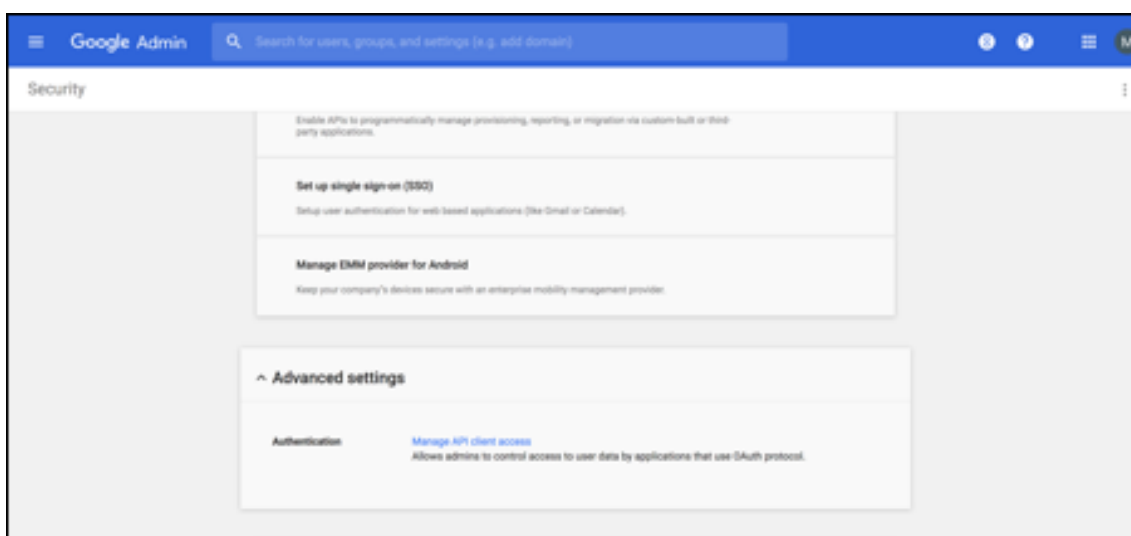 Google Admin
Search for users, groups, and settings (e.g. add domain)
8
?
M
Security
Enable APIs to programmatically manage provisioning, reporting, or migration via custom-built or third-
party applications.
Set up single sign-on (SSO)
Setup user authentication for web based applications (like Gmail or Calendar).
Manage EMM provider for Android
Keep your company's devices secure with an enterprise mobility management provider.
Advanced settings
Authentication
Manage API client access
Allows admins to control access to user data by applications that use OAuth protocol.